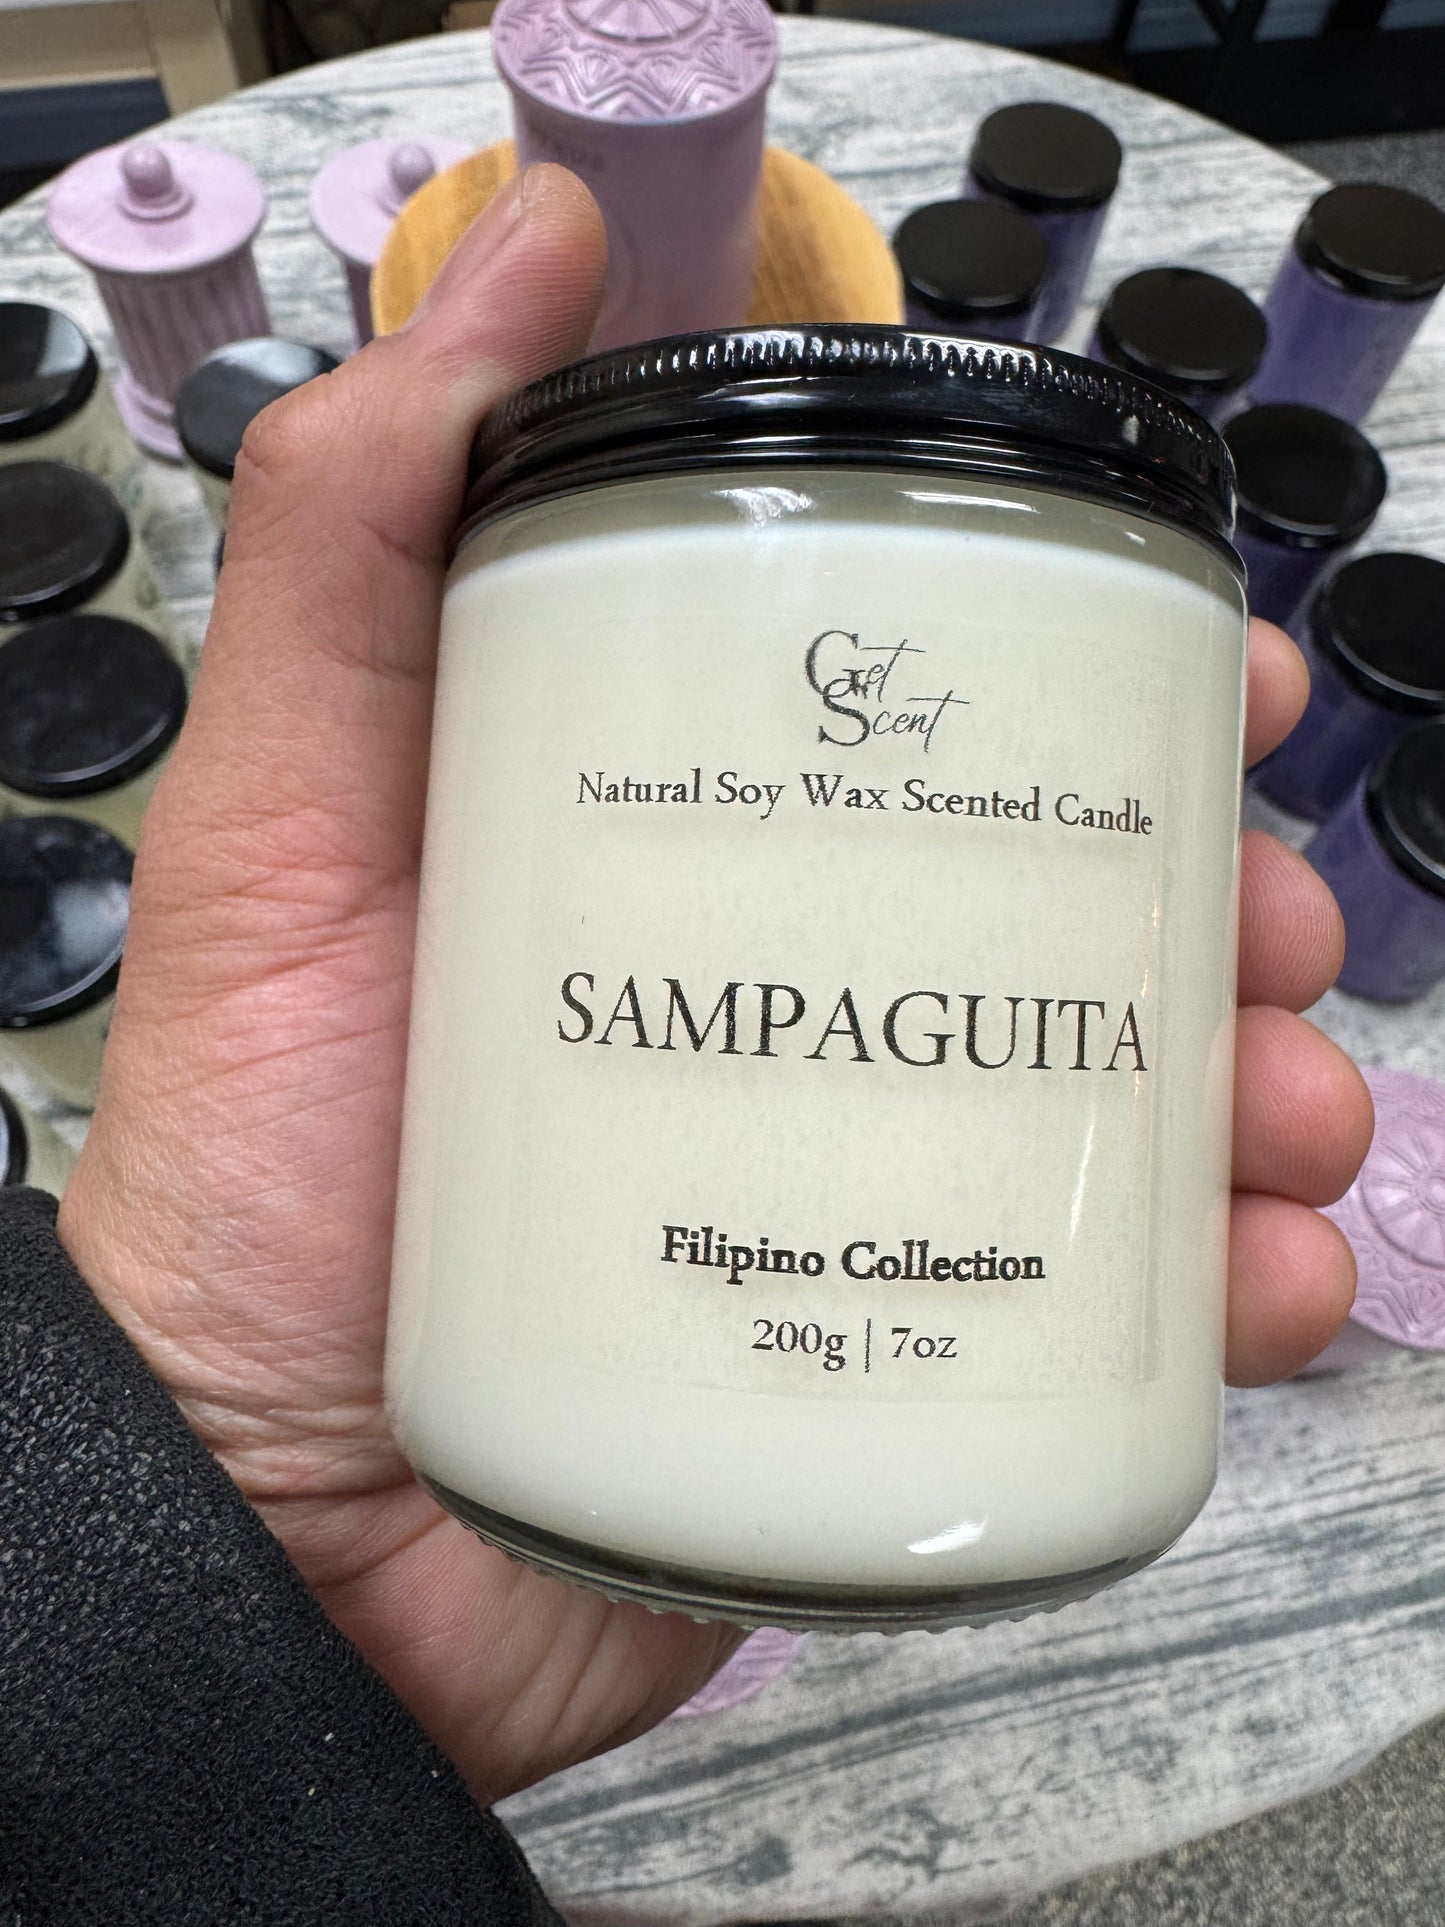 Get
Scent
Natural Soy Wax Scented Candle
SAMPAGUITA
Filipino Collection
200g | 7oz